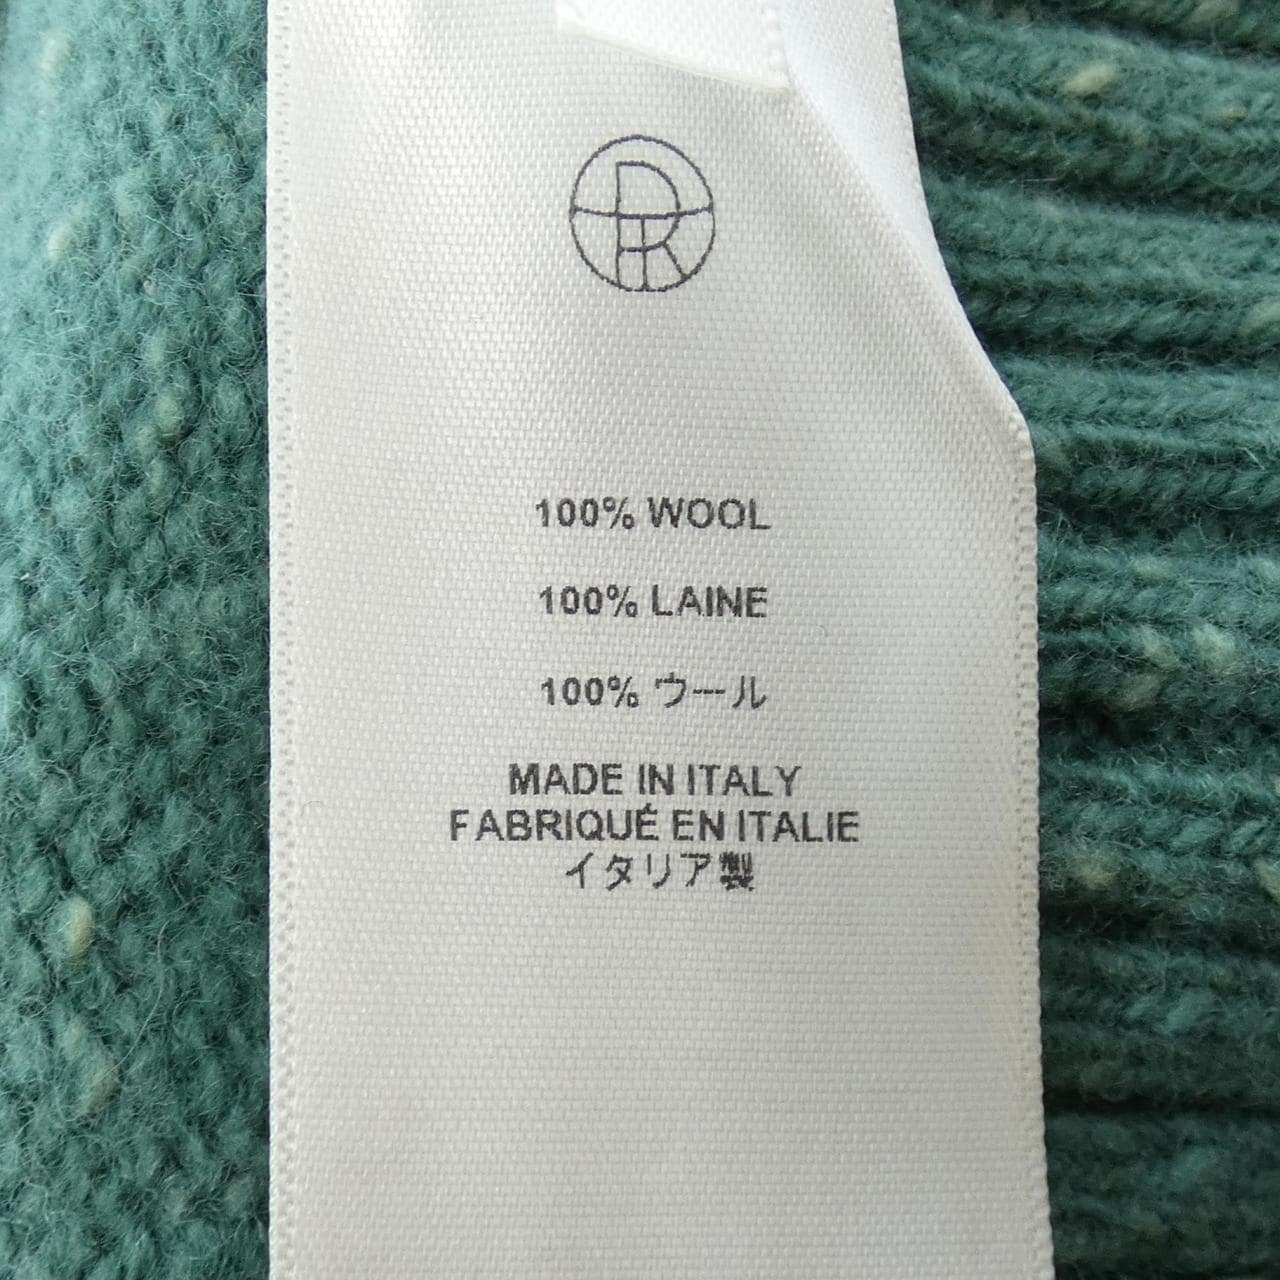 100% WOOL
100% LAINE
100% ウール
MADE IN ITALY
FABRIQUÉ EN ITALIE
イタリア製